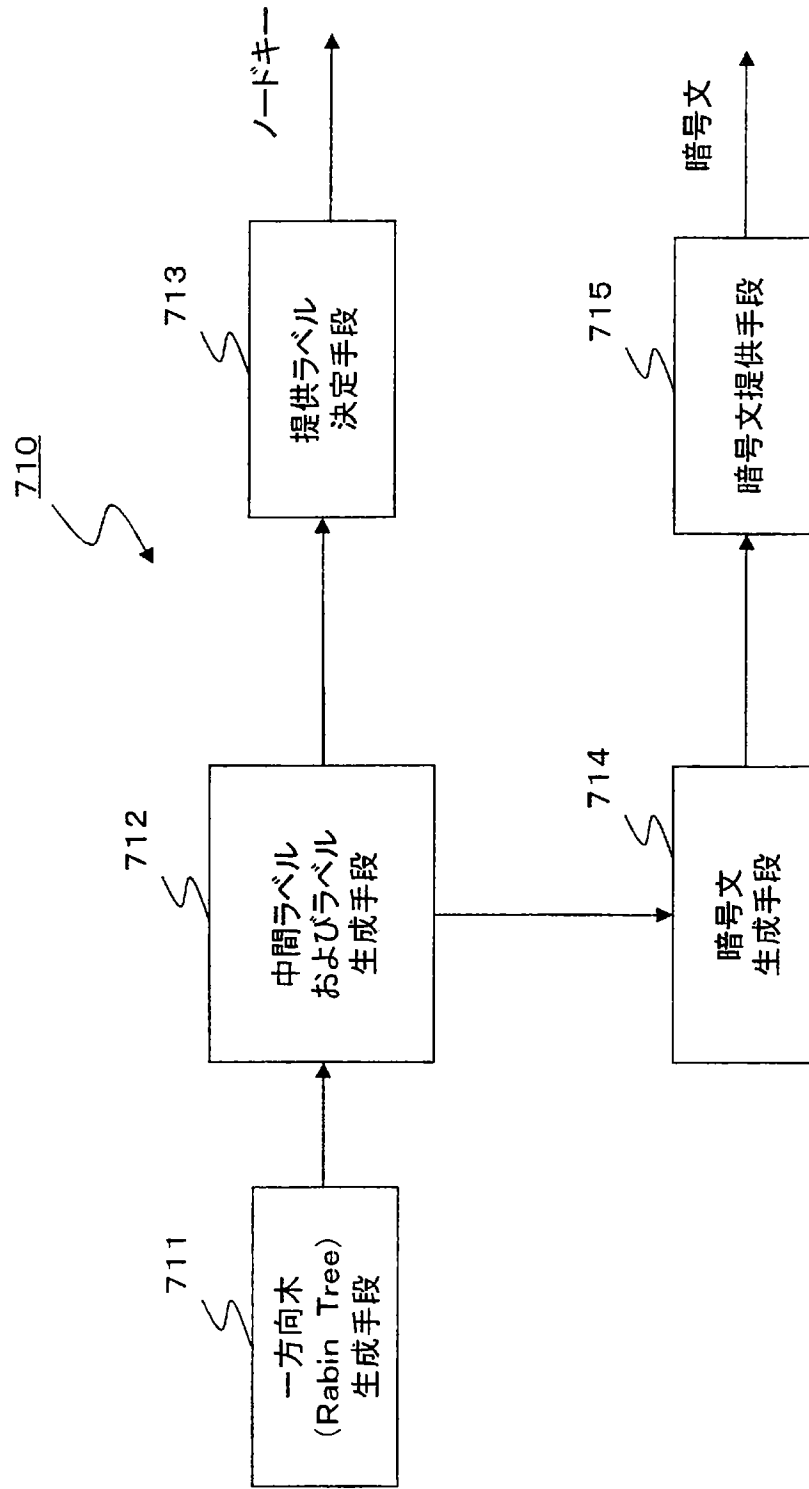 710
711
一方向木
(Rabin Tree)
生成手段
712
中間ラベル
およびラベル
生成手段
713
提供ラベル
決定手段
ノードキー
714
暗号文
生成手段
715
暗号文提供手段
暗号文